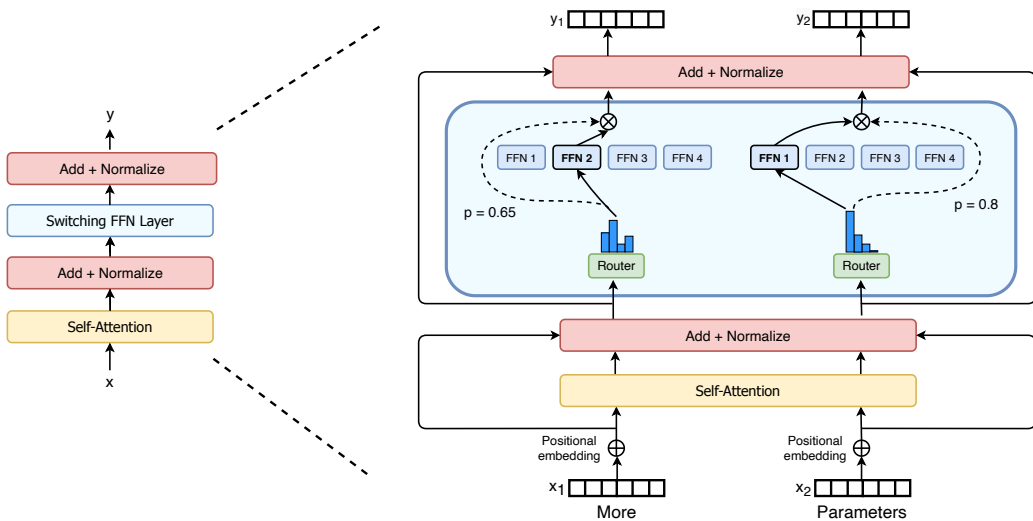 y
Add + Normalize
Switching FFN Layer
Add + Normalize
Self-Attention
x
y1
y2
Add + Normalize
FFN 1 FFN 2 FFN 3 FFN 4
FFN 1 FFN 2 FFN 3 FFN 4
p = 0.65
p = 0.8
Router
Router
Add + Normalize
Self-Attention
Positional
embedding
Positional
embedding
x1
x2
More
Parameters